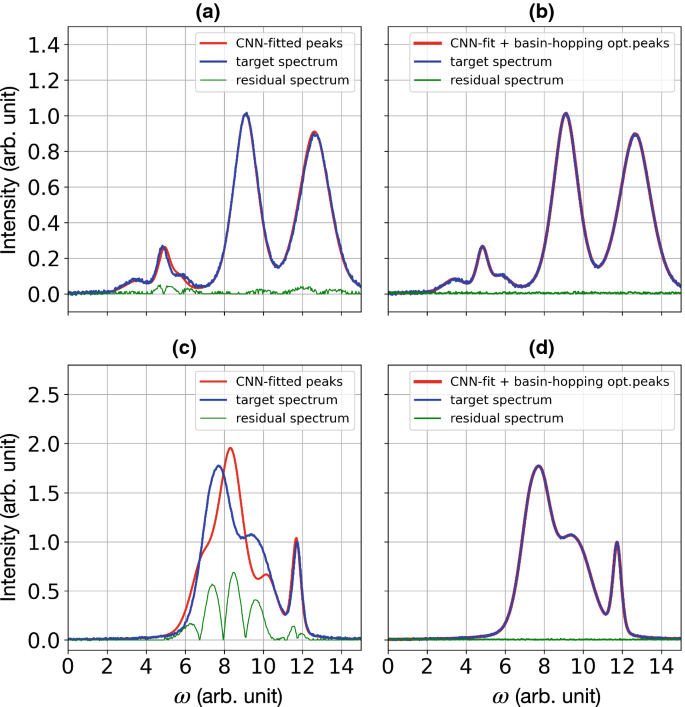 (a)
(b)
Intensity (arb. unit)
1.4
1.2
1.0
0.8
0.6
0.4
0.2
0.0
CNN-fitted peaks
target spectrum
residual spectrum
CNN-fit + basin-hopping opt.peaks
target spectrum
residual spectrum
(c)
(d)
Intensity (arb. unit)
2.5
2.0
1.5
1.0
0.5
0.0
CNN-fitted peaks
target spectrum
residual spectrum
CNN-fit + basin-hopping opt.peaks
target spectrum
residual spectrum
0 2 4 6 8 10 12 14
0 2 4 6 8 10 12 14
ω (arb. unit)
ω (arb. unit)